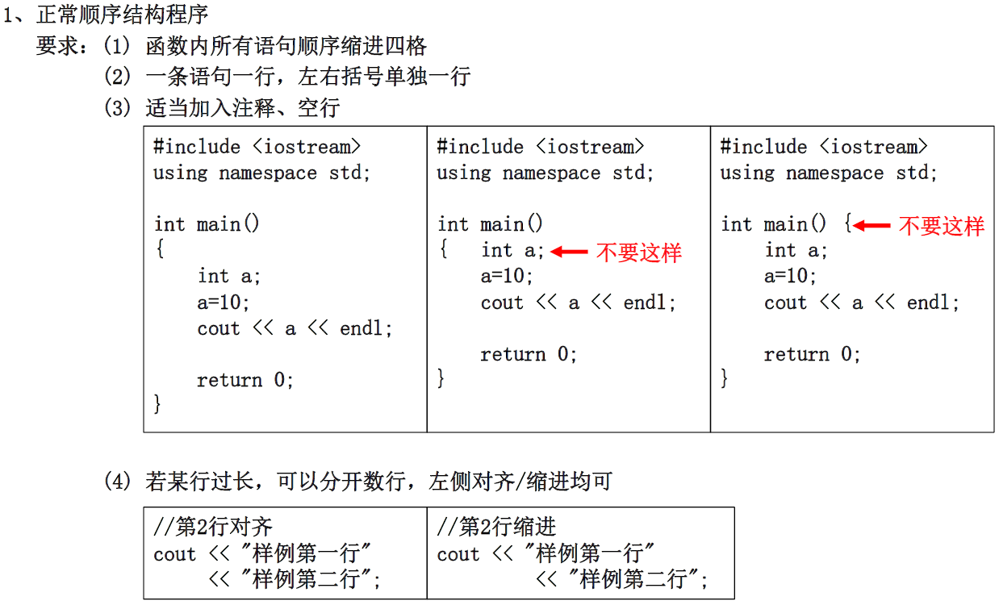 1、正常顺序结构程序
要求：(1) 函数内所有语句顺序缩进四格
(2) 一条语句一行，左右括号单独一行
(3) 适当加入注释、空行
#include <iostream>
using namespace std;
int main()
{
int a;
a=10;
cout << a << endl;
return 0;
}
#include <iostream>
using namespace std;
int main()
{ int a; 不要这样
a=10;
cout << a << endl;
return 0;
}
#include <iostream>
using namespace std;
int main() { 不要这样
int a;
a=10;
cout << a << endl;
return 0;
}
(4) 若某行过长，可以分开数行，左侧对齐/缩进均可
//第2行对齐
cout << "样例第一行"
<< "样例第二行";
//第2行缩进
cout << "样例第一行"
<< "样例第二行";